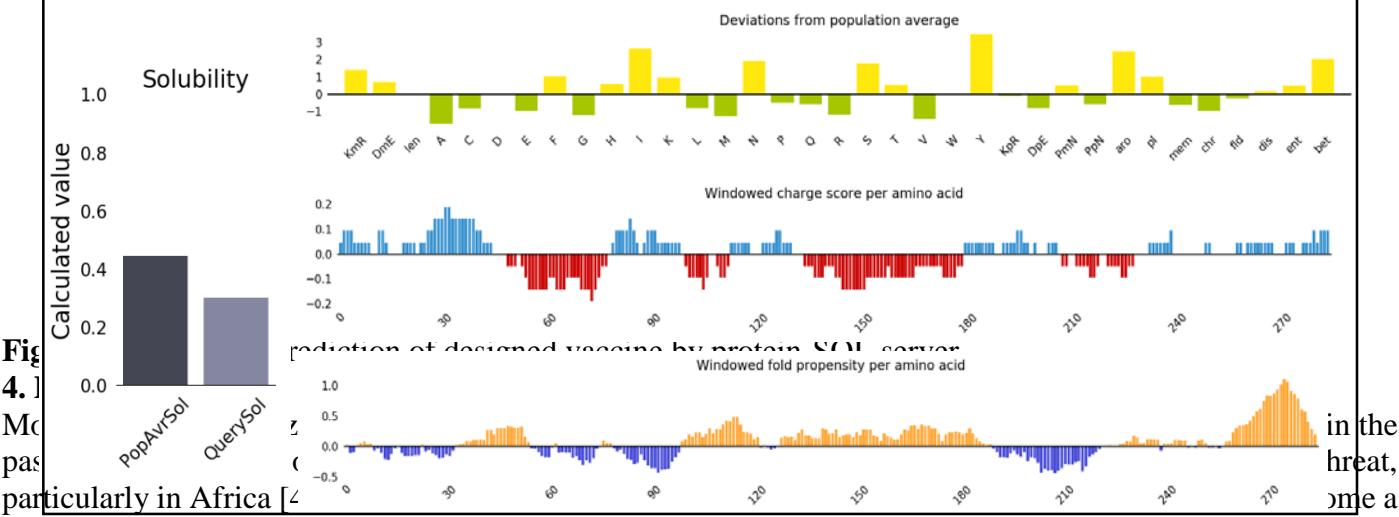 Solubility
Calculated value
1.0
0.8
0.6
0.4
0.2
0.0
PopAvrSol
QuerySol
Deviations from population average
3
2
1
0
−1
KmR DmE len A C D E F G H I K L M N P Q R S T V W Y KpR DpE PmN PpN aro pI mem chr fld dis ent bet
Windowed charge score per amino acid
0.2
0.1
0.0
−0.1
−0.2
0 30 60 90 120 150 180 210 240 270
rediction of designed vaccine by protein SOL server
Windowed fold propensity per amino acid
1.0
0.5
0.0
−0.5
0 30 60 90 120 150 180 210 240 270
Fig
4.
Mo in the
pas hreat,
particularly in Africa [4 ome a